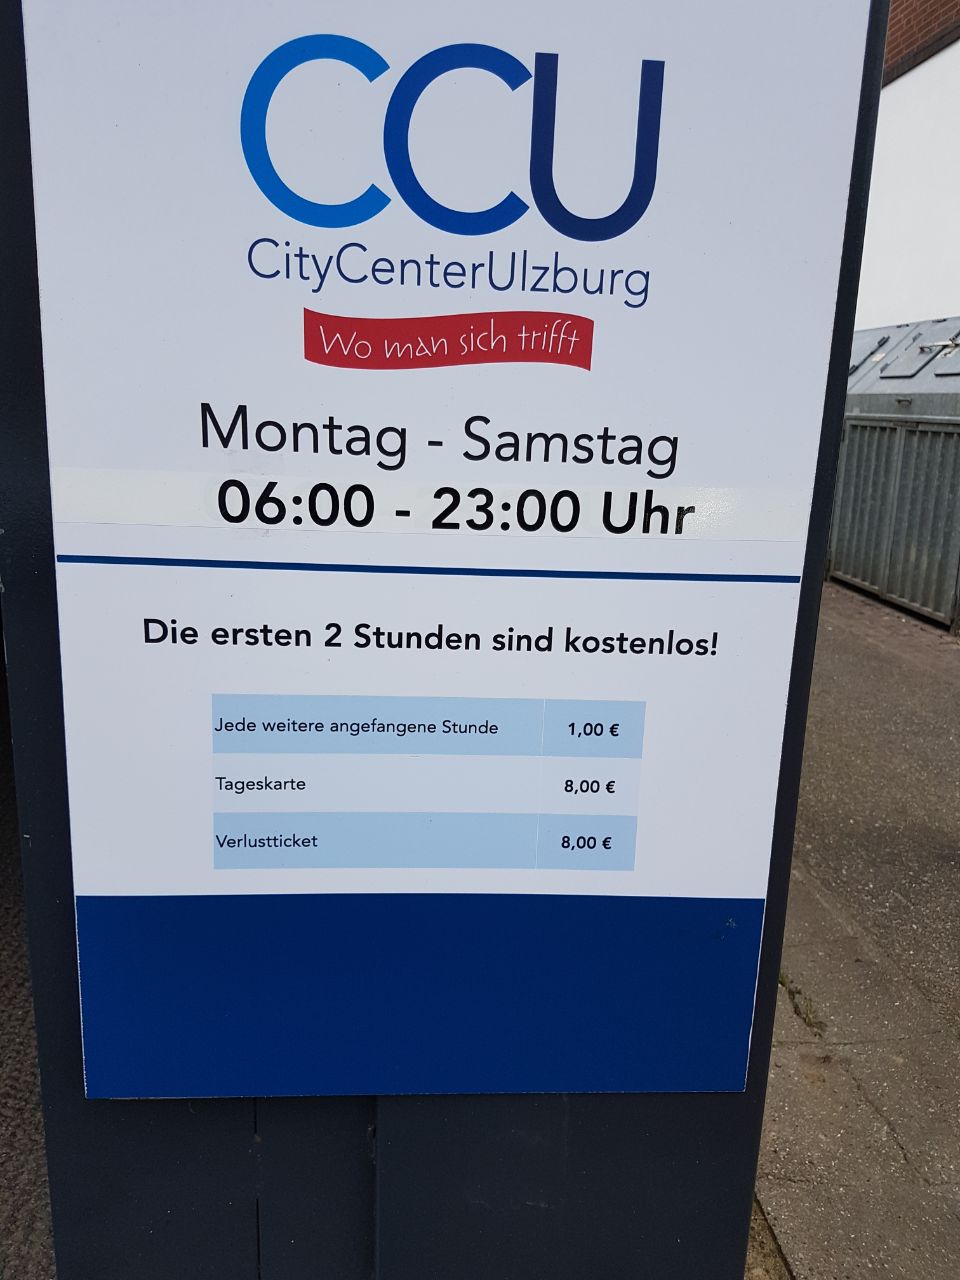 CCU
CityCenterUlzburg
Wo man sich trifft
Montag - Samstag
06:00 - 23:00 Uhr
Die ersten 2 Stunden sind kostenlos!
Jede weitere angefangene Stunde 1,00 €
Tageskarte 8,00 €
Verlustticket 8,00 €